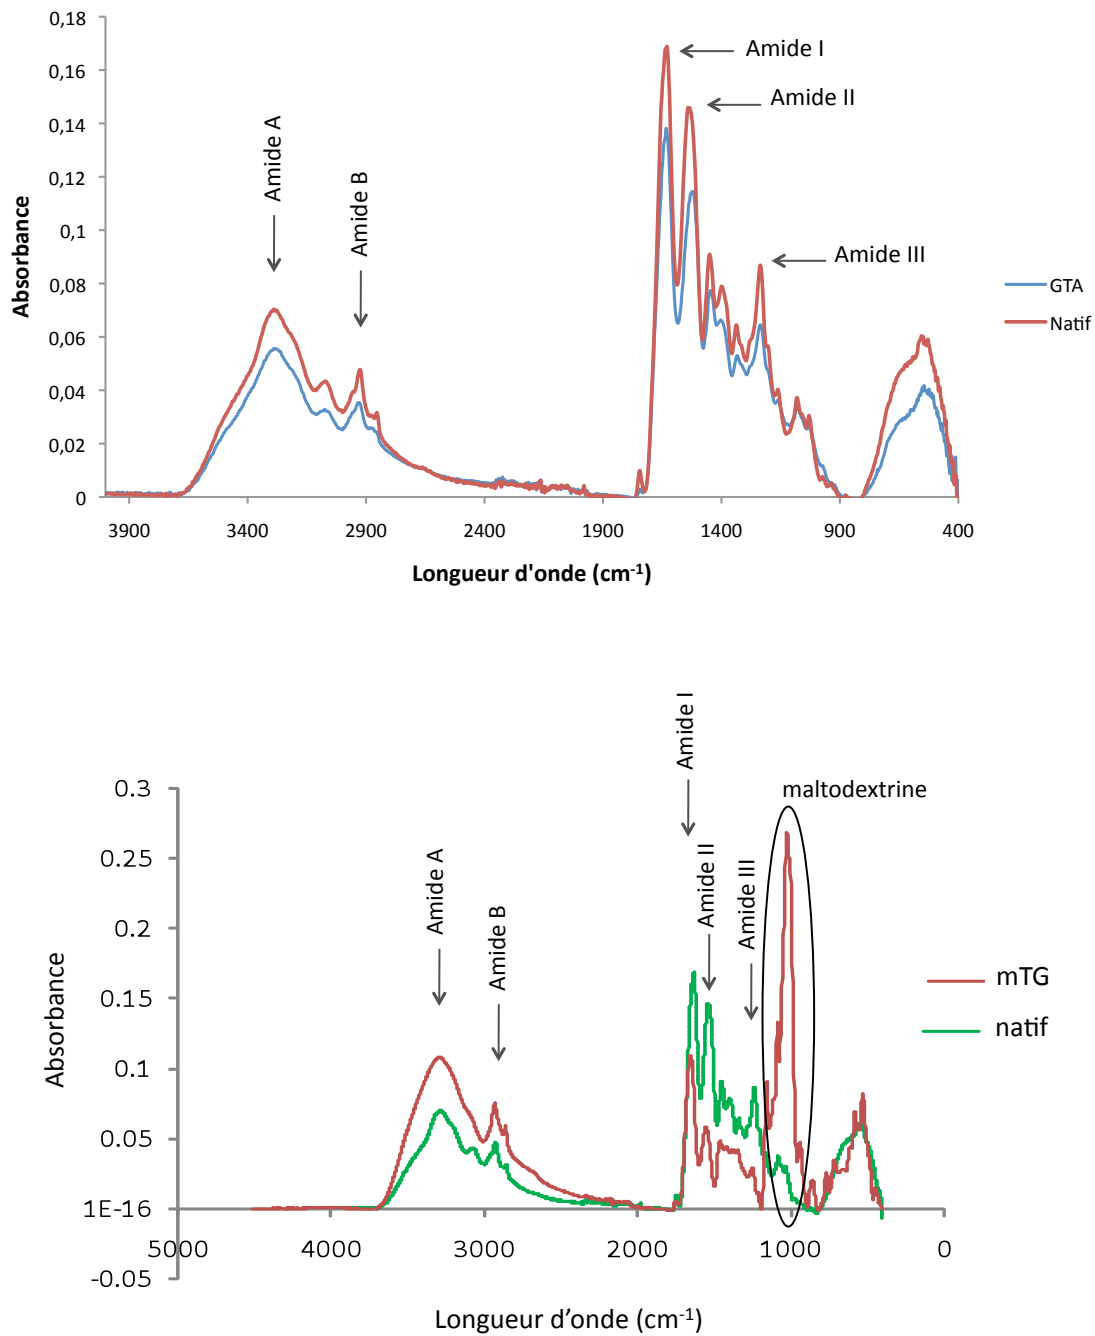 0,18
0,16
0,14
0,12
0,1
0,08
0,06
0,04
0,02
0
Absorbance
Amide A
Amide B
Amide I
Amide II
Amide III
GTA
Natif
3900 3400 2900 2400 1900 1400 900 400
Longueur d'onde (cm-1)
Amide I
maltodextrine
0.3
0.25
0.2
0.15
0.1
0.05
1E-16
-0.05
Absorbance
Amide A
Amide B
Amide II
Amide III
mTG
natif
5000 4000 3000 2000 1000 0
Longueur d’onde (cm-1)